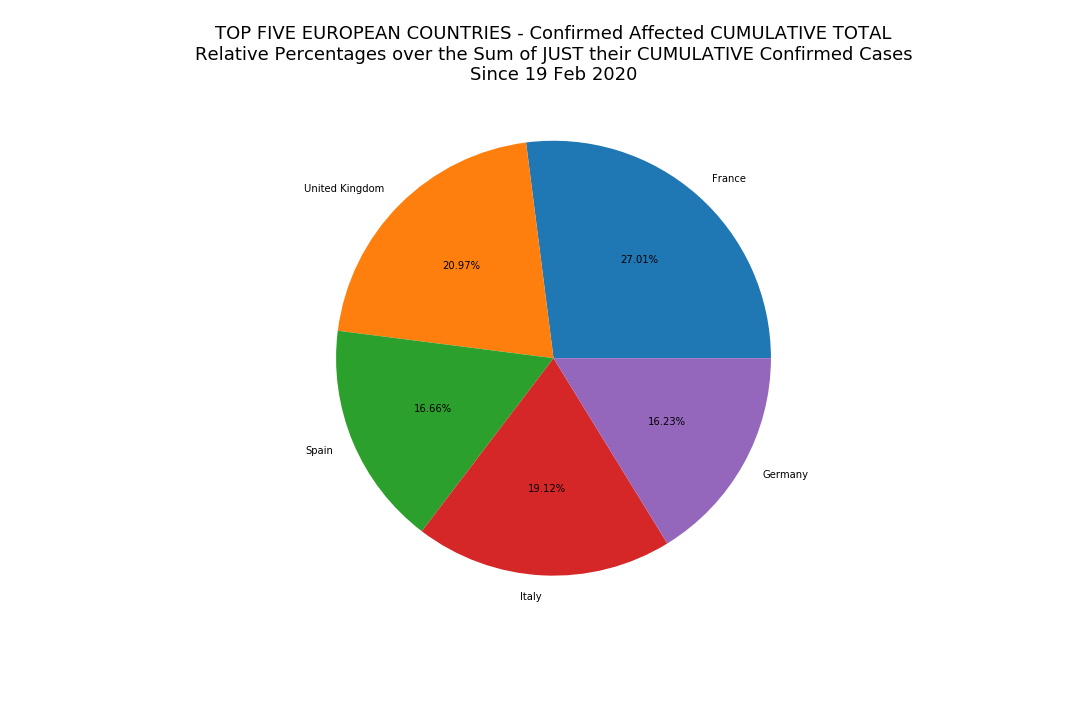 TOP FIVE EUROPEAN COUNTRIES - Confirmed Affected CUMULATIVE TOTAL
Relative Percentages over the Sum of JUST their CUMULATIVE Confirmed Cases
Since 19 Feb 2020
France
United Kingdom
27.01%
20.97%
16.66%
16.23%
Spain
Germany
19.12%
Italy